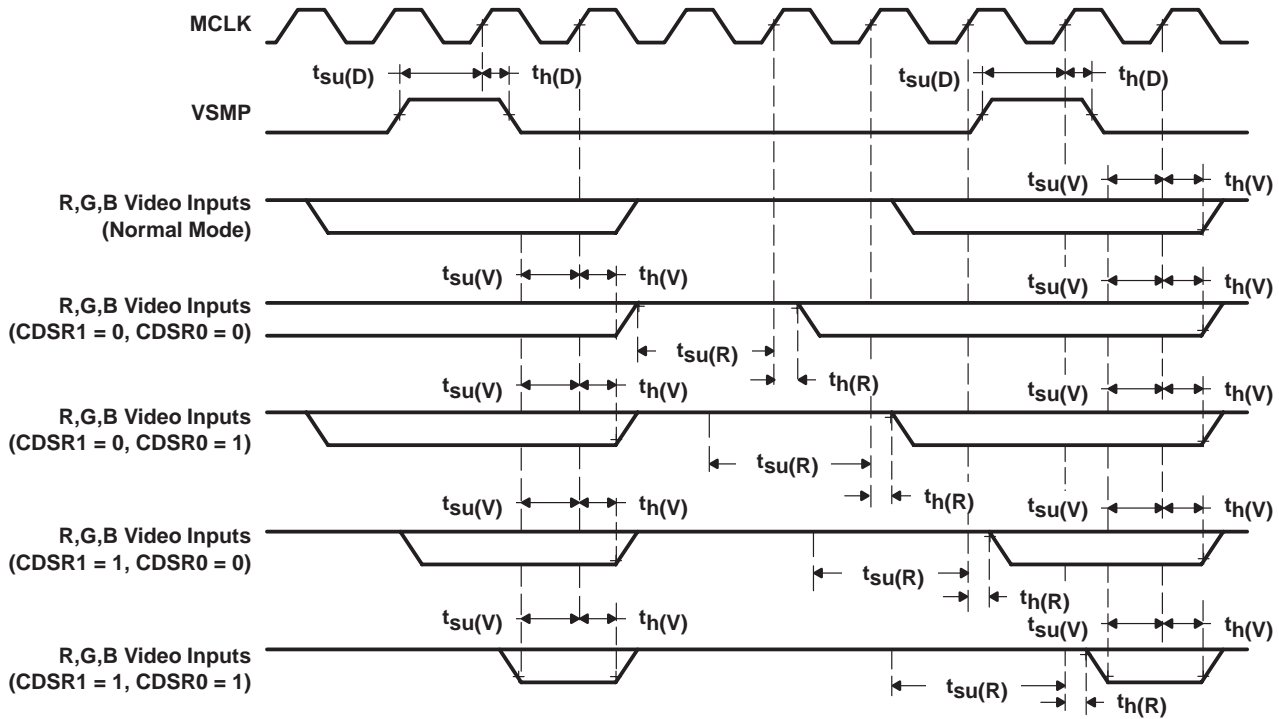 MCLK
tsu(D) th(D) tsu(D) th(D)
VSMP
tsu(V) th(V)
R,G,B Video Inputs
(Normal Mode)
tsu(V) th(V) tsu(V) th(V)
R,G,B Video Inputs
(CDSR1 = 0, CDSR0 = 0)
tsu(R)
th(R)
tsu(V) th(V) tsu(V) th(V)
R,G,B Video Inputs
(CDSR1 = 0, CDSR0 = 1)
tsu(R)
th(R)
tsu(V) th(V) tsu(V) th(V)
R,G,B Video Inputs
(CDSR1 = 1, CDSR0 = 0)
tsu(R)
th(R)
tsu(V) th(V) tsu(V) th(V)
R,G,B Video Inputs
(CDSR1 = 1, CDSR0 = 1)
tsu(R)
th(R)